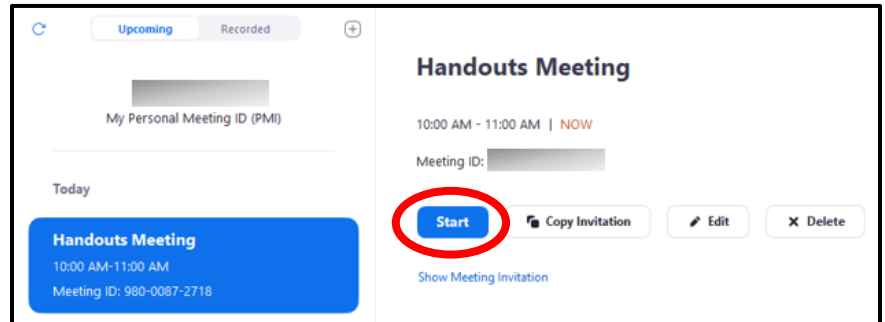 Upcoming
Recorded
My Personal Meeting ID (PMI)
Today
Handouts Meeting
10:00 AM-11:00 AM
Meeting ID: 980-0087-2718
Handouts Meeting
10:00 AM - 11:00 AM | NOW
Meeting ID:
Start
Copy Invitation
Edit
Delete
Show Meeting Invitation